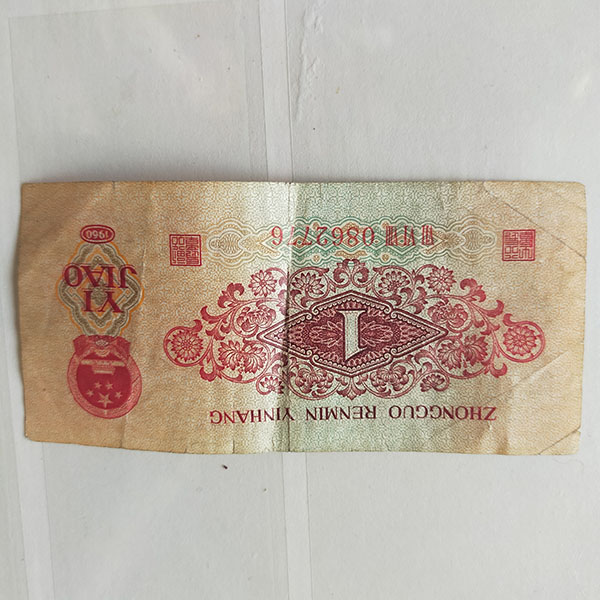 ZHONGGUO RENMIN YINHANG
1
YI
JIAO
0862776
1960